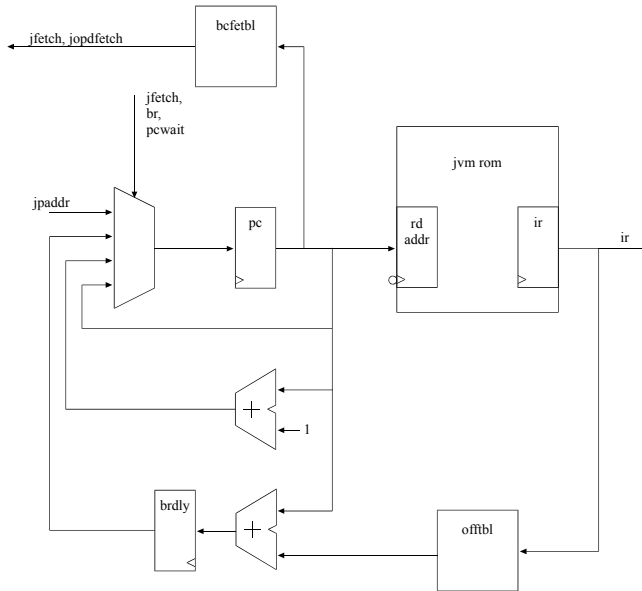 bcfetbl
jfetch, jopdfetch
jfetch,
br,
pcwait
jvm rom
jpaddr
pc
rd
addr
ir
ir
+
1
brdly
+
offtbl